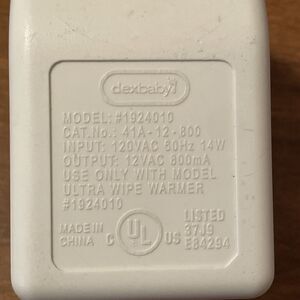 dexbaby
MODEL: #1924010
CAT.No.: 41A-12-800
INPUT: 120VAC 60Hz 14W
OUTPUT: 12VAC 800mA
USE ONLY WITH MODEL
ULTRA WIPE WARMER
#1924010
MADE IN
CHINA
C UL US
LISTED
37J9
E84294